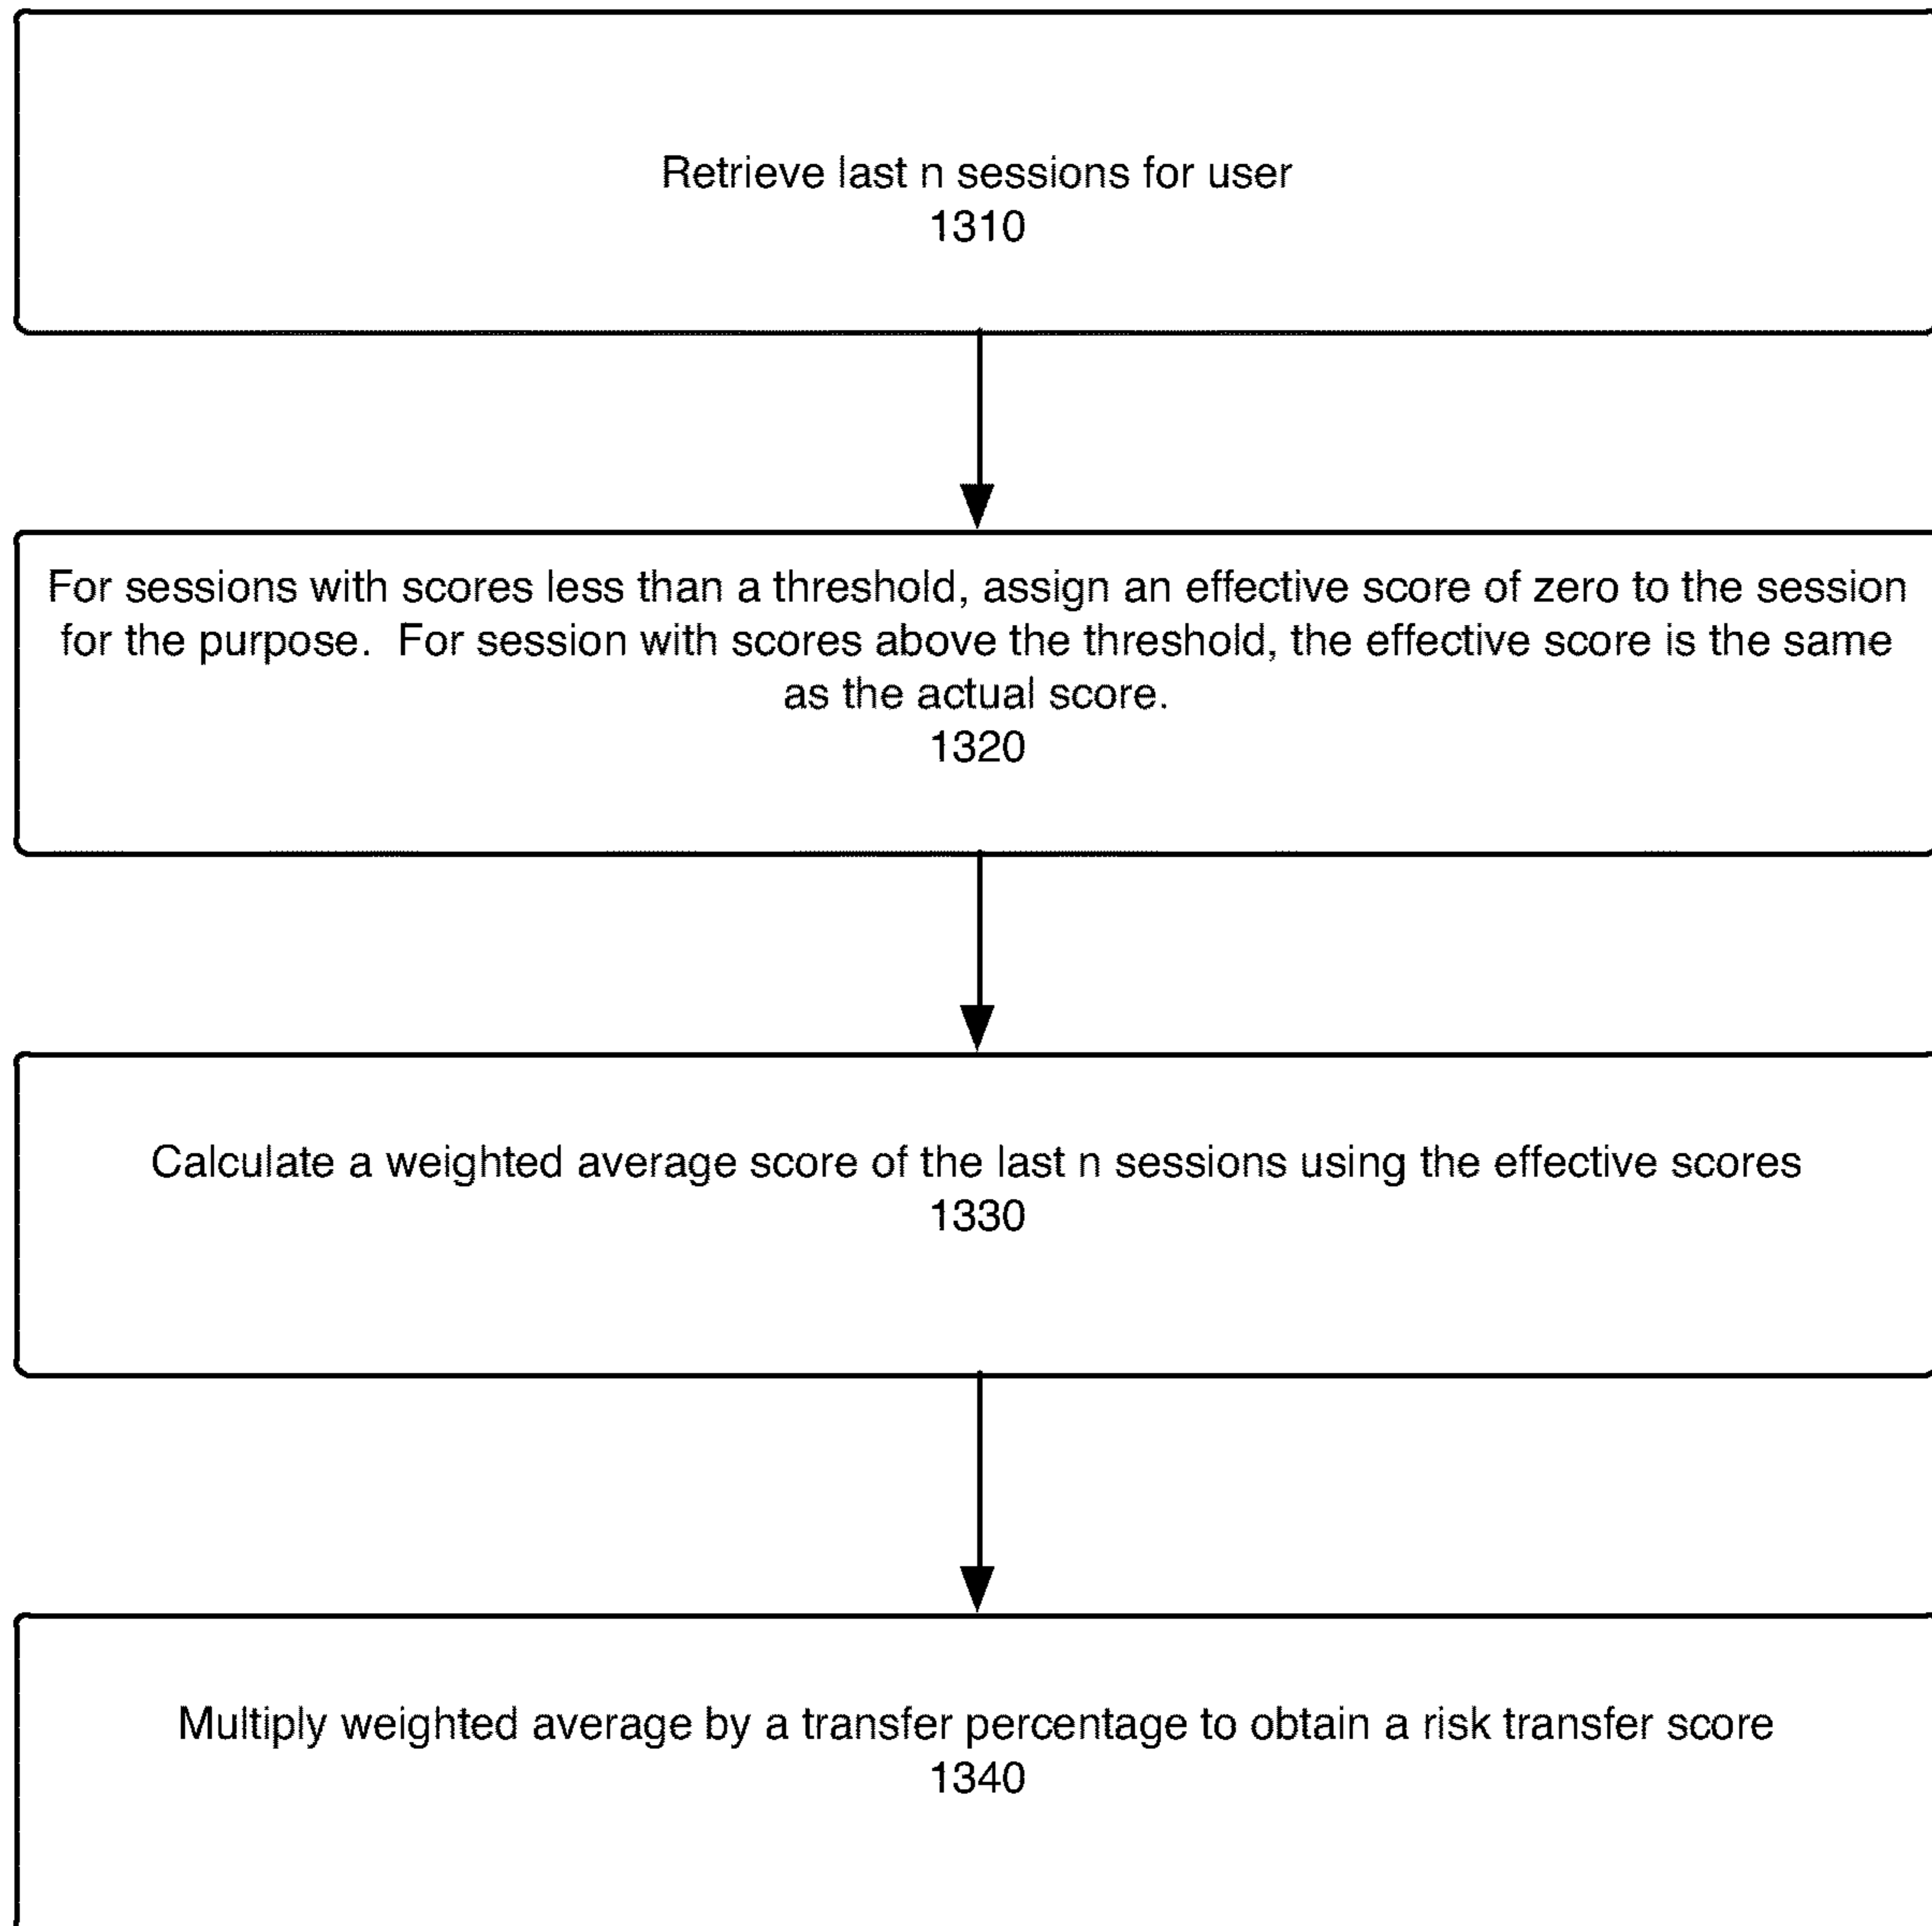 Retrieve last n sessions for user
1310
For sessions with scores less than a threshold, assign an effective score of zero to the session
for the purpose.  For session with scores above the threshold, the effective score is the same
as the actual score.
1320
Calculate a weighted average score of the last n sessions using the effective scores
1330
Multiply weighted average by a transfer percentage to obtain a risk transfer score
1340